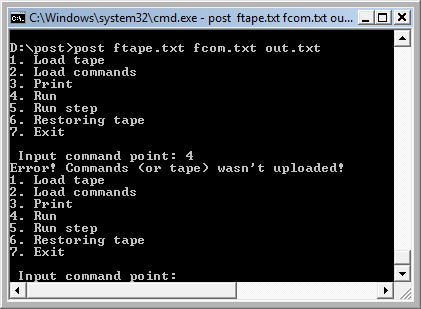 C:\Windows\system32\cmd.exe - post ftape.txt fcom.txt ou...
D:\post>post ftape.txt fcom.txt out.txt
1. Load tape
2. Load commands
3. Print
4. Run
5. Run step
6. Restoring tape
7. Exit
Input command point: 4
Error! Commands (or tape) wasn't uploaded!
1. Load tape
2. Load commands
3. Print
4. Run
5. Run step
6. Restoring tape
7. Exit
Input command point: